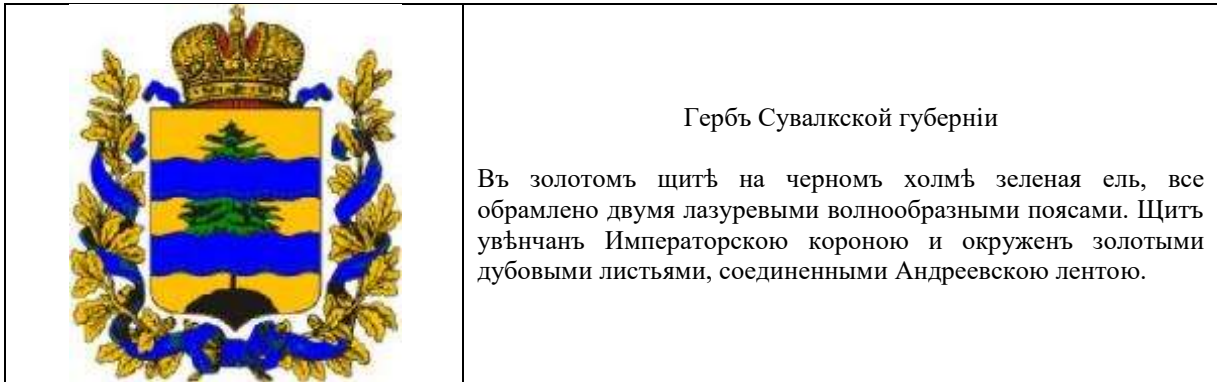 Гербъ Сувалкской губерніи
Въ золотомъ щитѣ на черномъ холмѣ зеленая ель, все
обрамлено двумя лазуревыми волнообразными поясами. Щитъ
увѣнчанъ Императорскою короною и окруженъ золотыми
дубовыми листьями, соединенными Андреевскою лентою.